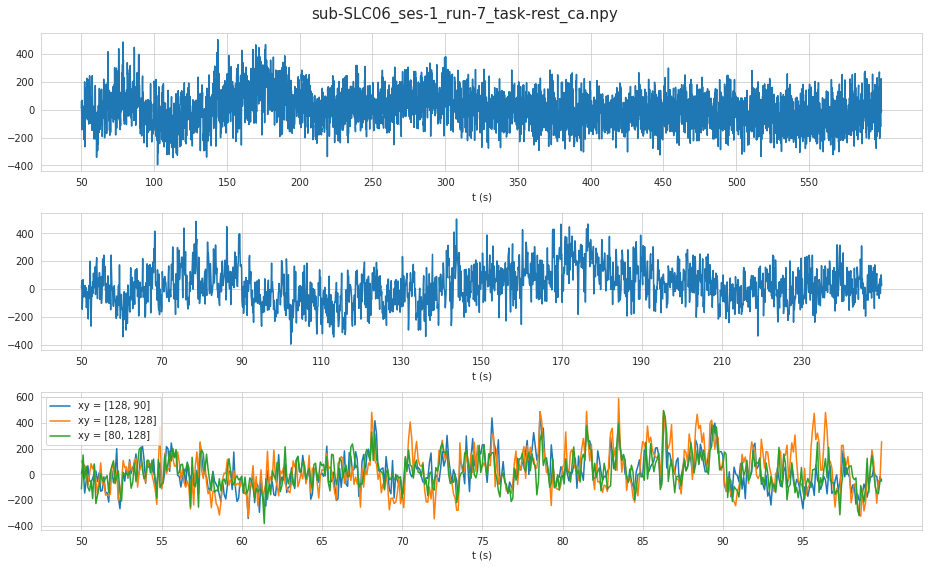 sub-SLC06_ses-1_run-7_task-rest_ca.npy
400
200
0
−200
−400
50 100 150 200 250 300 350 400 450 500 550
t (s)
400
200
0
−200
−400
50 70 90 110 130 150 170 190 210 230
t (s)
600
400
200
0
−200
−400
xy = [128, 90]
xy = [128, 128]
xy = [80, 128]
50 55 60 65 70 75 80 85 90 95
t (s)